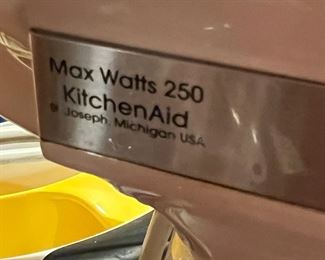 Max Watts 250
KitchenAid
® Joseph, Michigan USA